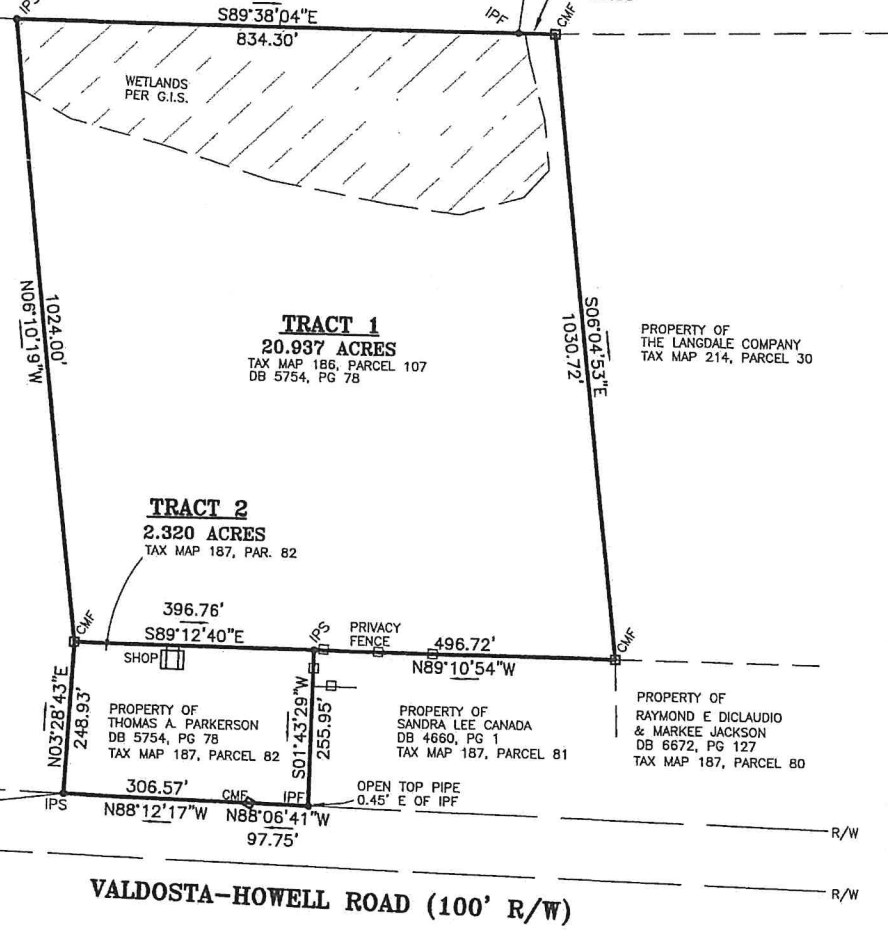 IPS
S89°38'04"E
834.30'
IPF
CMF
WETLANDS
PER G.I.S.
N06°10'19"W
1024.00'
TRACT 1
20.937 ACRES
TAX MAP 186, PARCEL 107
DB 5754, PG 78
S06°04'53"E
1030.72'
PROPERTY OF
THE LANGDALE COMPANY
TAX MAP 214, PARCEL 30
TRACT 2
2.320 ACRES
TAX MAP 187, PAR. 82
CMF
396.76'
S89°12'40"E
IPS
PRIVACY
FENCE
496.72'
N89°10'54"W
CMF
SHOP
N03°28'43"E
248.93'
PROPERTY OF
THOMAS A. PARKERSON
DB 5754, PG 78
TAX MAP 187, PARCEL 82
S01°43'29"W
255.95'
PROPERTY OF
SANDRA LEE CANADA
DB 4660, PG 1
TAX MAP 187, PARCEL 81
PROPERTY OF
RAYMOND E DICLAUDIO
& MARKEE JACKSON
DB 6672, PG 127
TAX MAP 187, PARCEL 80
IPS
306.57'
N88°12'17"W
CMF
IPF
N88°06'41"W
97.75'
OPEN TOP PIPE
0.45' E OF IPF
R/W
R/W
VALDOSTA-HOWELL ROAD (100' R/W)